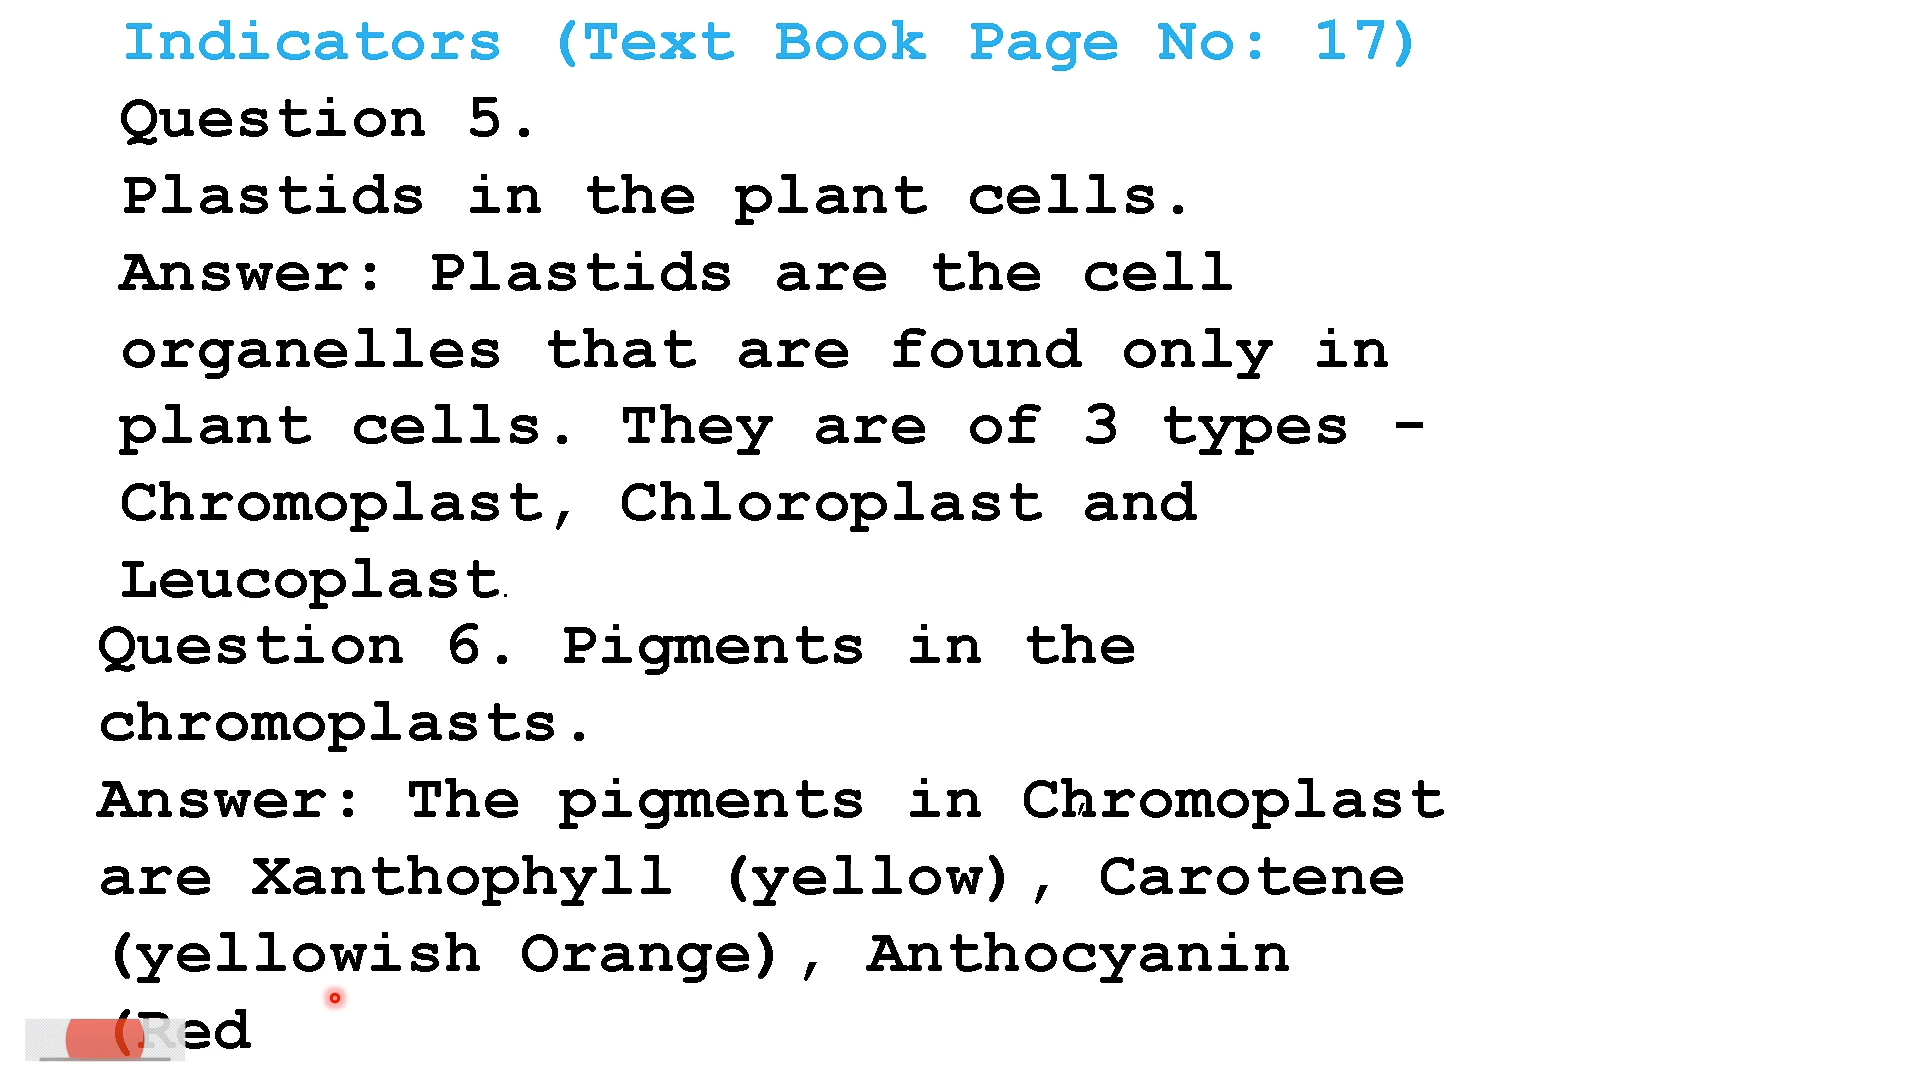 Indicators (Text Book Page No: 17)
Question 5.
Plastids in the plant cells.
Answer: Plastids are the cell
organelles that are found only in
plant cells. They are of 3 types -
Chromoplast, Chloroplast and
Leucoplast.
Question 6. Pigments in the
chromoplasts.
Answer: The pigments in Chromoplast
are Xanthophyll (yellow), Carotene
(yellowish Orange), Anthocyanin
(Red